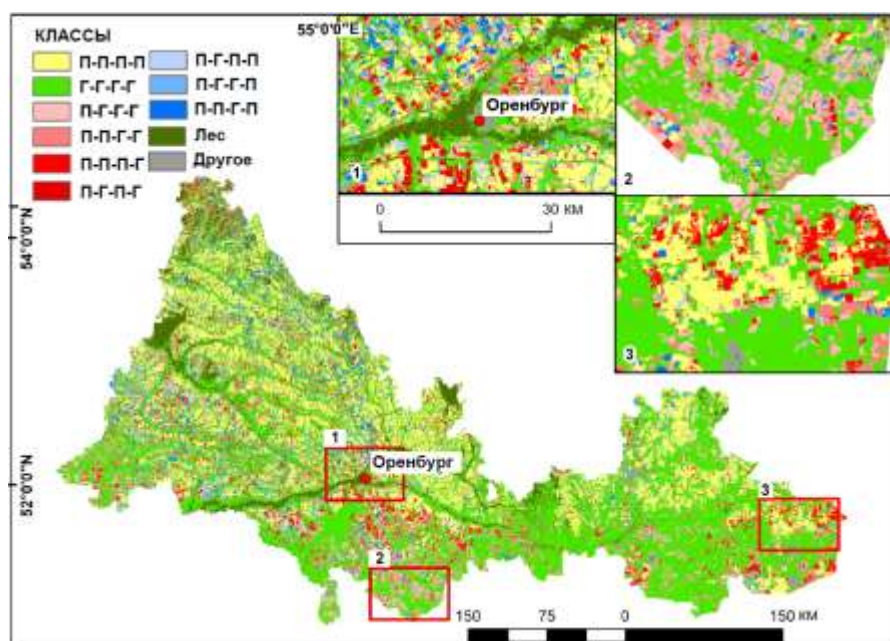 КЛАССЫ
П-П-П-П
Г-Г-Г-Г
П-Г-Г-Г
П-П-Г-Г
П-П-П-Г
П-Г-П-Г
П-Г-П-П
П-Г-Г-П
П-П-Г-П
Лес
Другое
55°0'0"E
Оренбург
1
0 30 КМ
2
3
54°0'0"N
52°0'0"N
1
Оренбург
2
3
150 75 0 150 КМ